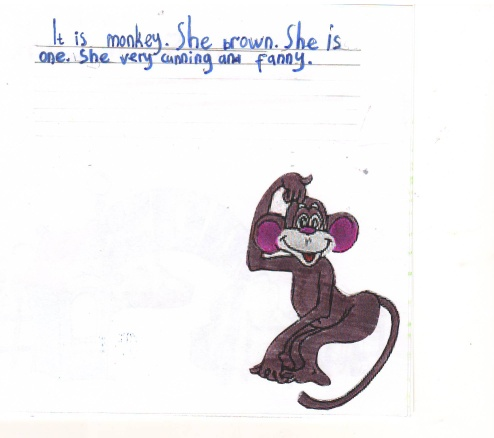 It is monkey. She brown. She is
one. She very cunning and fanny.